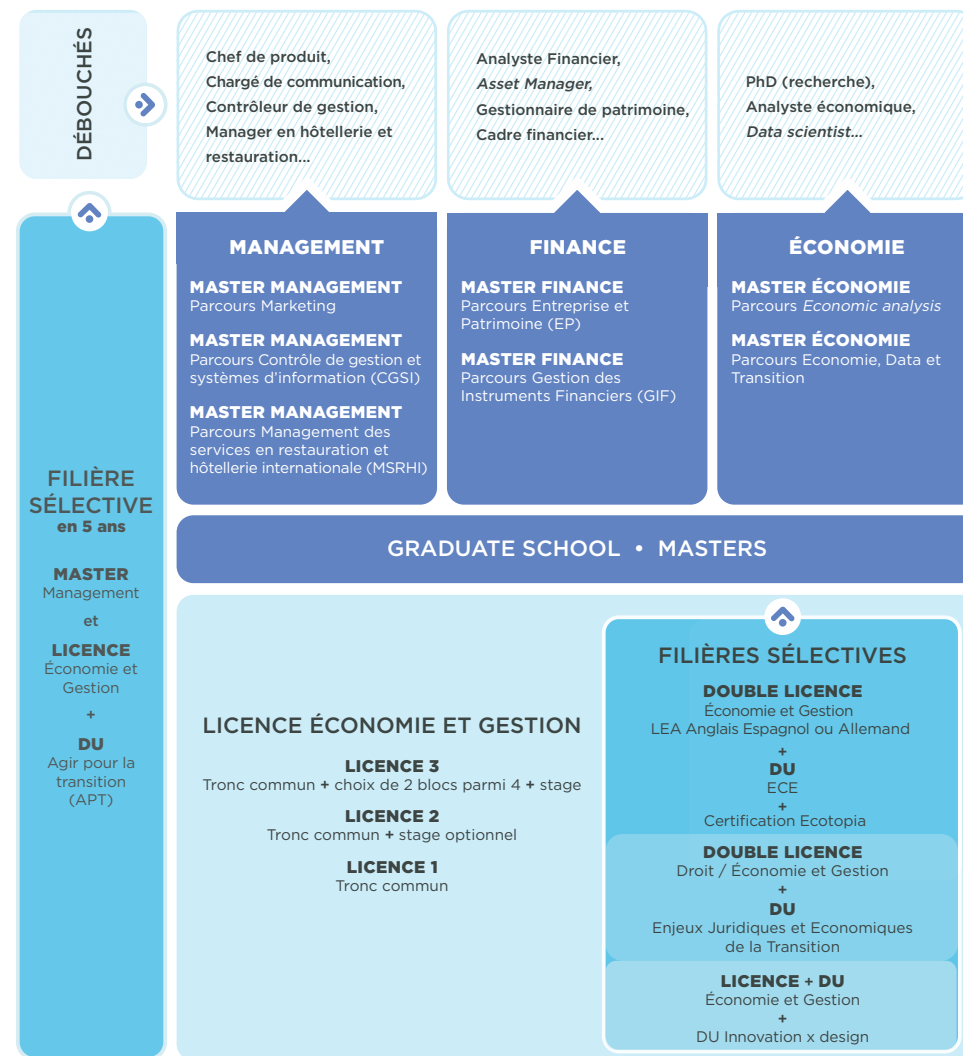 DÉBOUCHÉS
Chef de produit,
Chargé de communication,
Contrôleur de gestion,
Manager en hôtellerie et
restauration...
Analyste Financier,
Asset Manager,
Gestionnaire de patrimoine,
Cadre financier...
PhD (recherche),
Analyste économique,
Data scientist...
FILIÈRE
SÉLECTIVE
en 5 ans
MASTER
Management
et
LICENCE
Économie et
Gestion
+
DU
Agir pour la
transition
(APT)
MANAGEMENT
MASTER MANAGEMENT
Parcours Marketing
MASTER MANAGEMENT
Parcours Contrôle de gestion et
systèmes d'information (CGSI)
MASTER MANAGEMENT
Parcours Management des
services en restauration et
hôtellerie internationale (MSRHI)
FINANCE
MASTER FINANCE
Parcours Entreprise et
Patrimoine (EP)
MASTER FINANCE
Parcours Gestion des
Instruments Financiers (GIF)
ÉCONOMIE
MASTER ÉCONOMIE
Parcours Economic analysis
MASTER ÉCONOMIE
Parcours Economie, Data et
Transition
GRADUATE SCHOOL • MASTERS
LICENCE ÉCONOMIE ET GESTION
LICENCE 3
Tronc commun + choix de 2 blocs parmi 4 + stage
LICENCE 2
Tronc commun + stage optionnel
LICENCE 1
Tronc commun
FILIÈRES SÉLECTIVES
DOUBLE LICENCE
Économie et Gestion
LEA Anglais Espagnol ou Allemand
+
DU
ECE
+
Certification Ecotopia
DOUBLE LICENCE
Droit / Économie et Gestion
+
DU
Enjeux Juridiques et Economiques
de la Transition
LICENCE + DU
Économie et Gestion
+
DU Innovation x design